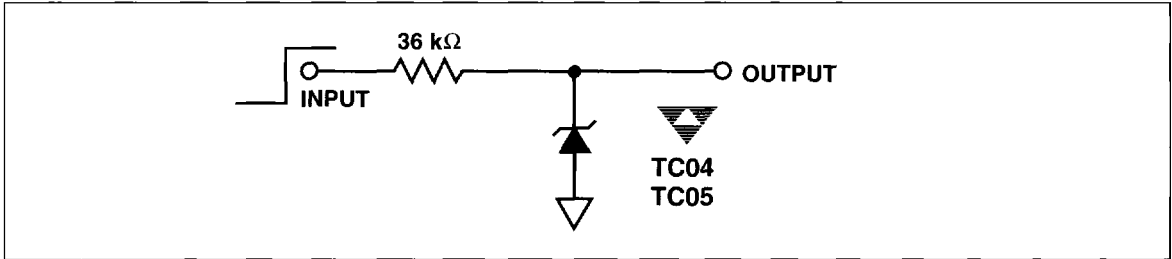 36 kΩ
INPUT
OUTPUT
TC04
TC05